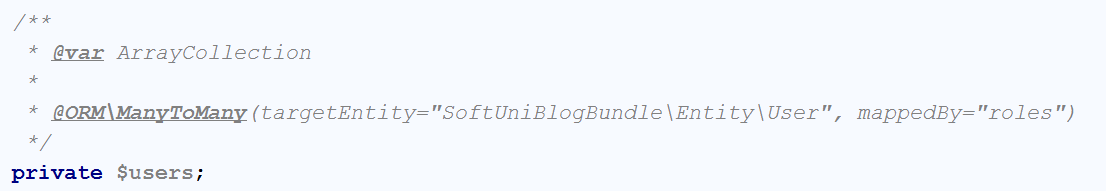 /**
 * @var ArrayCollection
 *
 * @ORM\ManyToMany(targetEntity="SoftUniBlogBundle\Entity\User", mappedBy="roles")
 */
private $users;